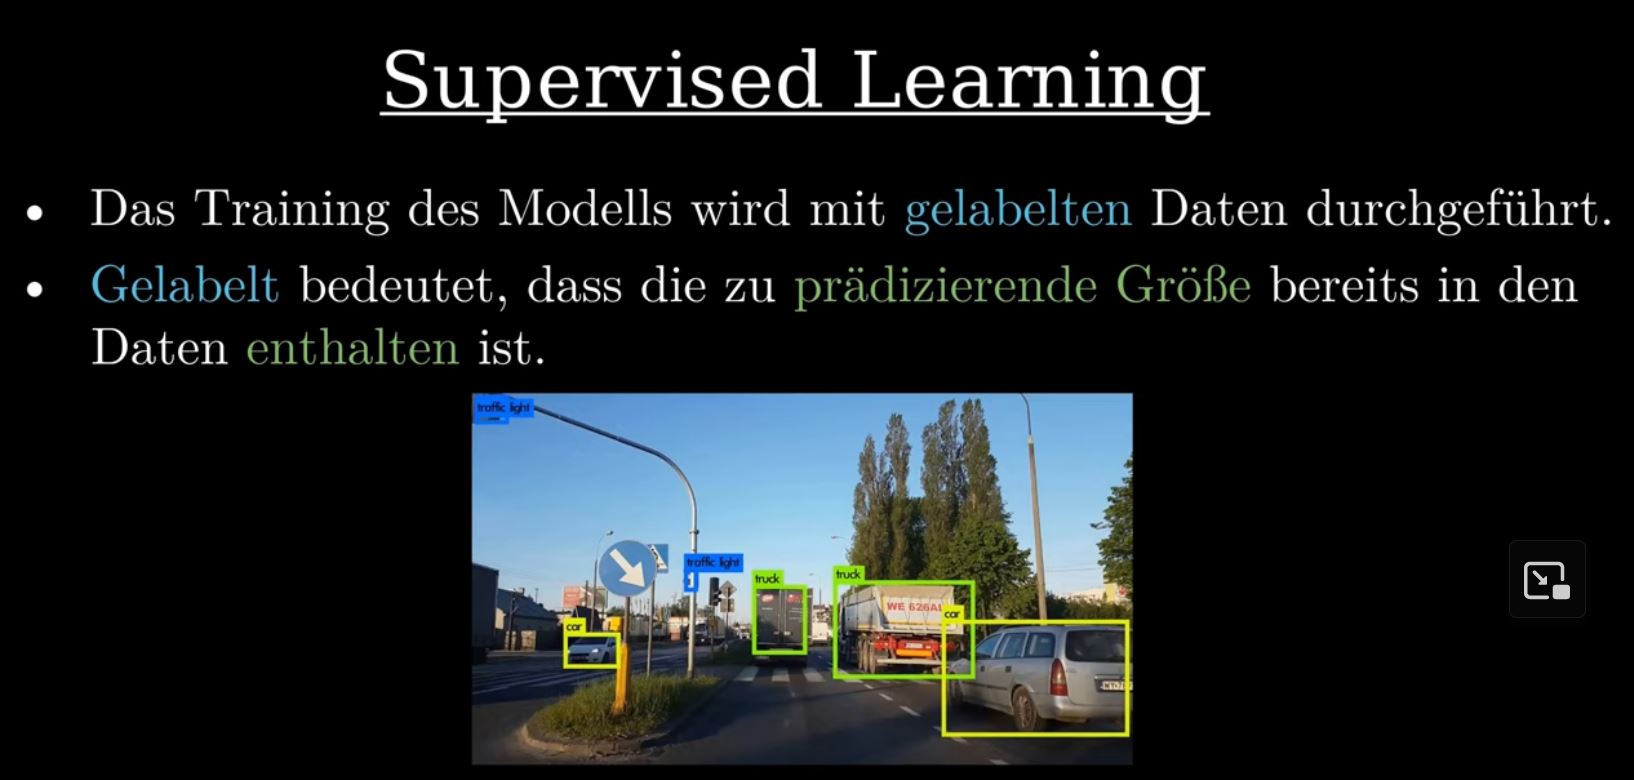 Supervised Learning
• Das Training des Modells wird mit gelabelten Daten durchgeführt.
• Gelabelt bedeutet, dass die zu prädizierende Größe bereits in den
Daten enthalten ist.
traffic light
traffic light
truck
truck
WE 626AL
car
car